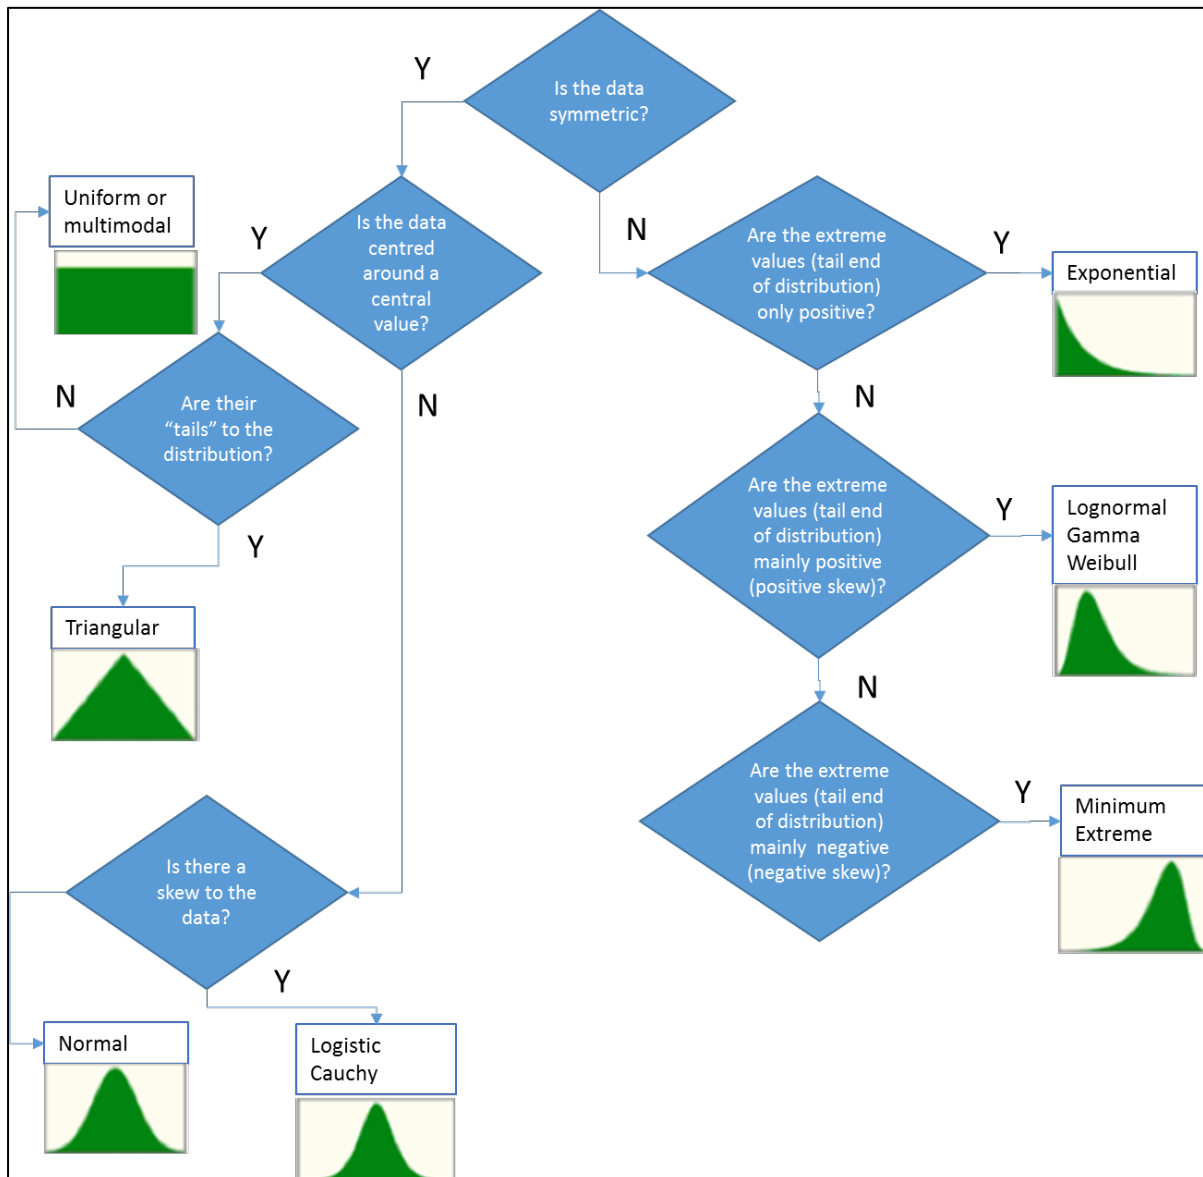 Is the data
symmetric?
Y
N
Is the data
centred
around a
central
value?
Y
N
Uniform or
multimodal
Are their
“tails” to the
distribution?
N
Y
Triangular
Is there a
skew to the
data?
Y
Normal
Logistic
Cauchy
Are the extreme
values (tail end
of distribution)
only positive?
Y
Exponential
N
Are the extreme
values (tail end
of distribution)
mainly positive
(positive skew)?
Y
Lognormal
Gamma
Weibull
N
Are the extreme
values (tail end
of distribution)
mainly negative
(negative skew)?
Y
Minimum
Extreme